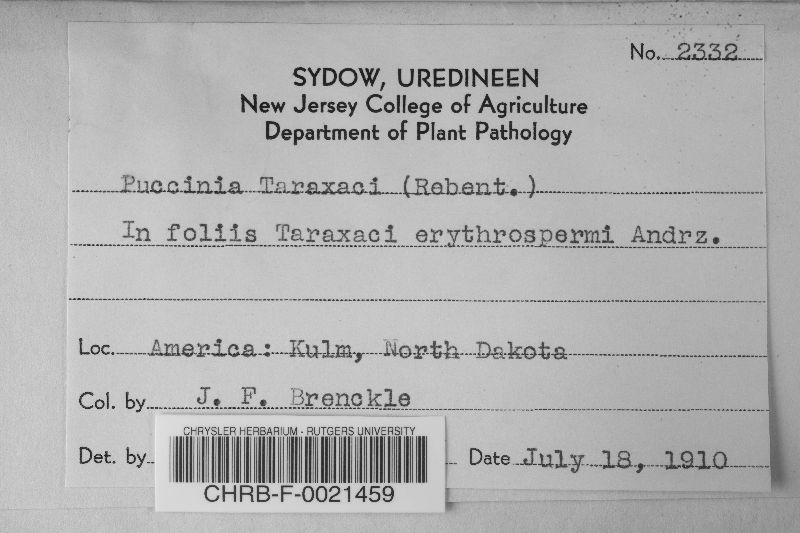 No. 2332
SYDOW, UREDINEEN
New Jersey College of Agriculture
Department of Plant Pathology
Puccinia Taraxaci (Rebent.)
In foliis Taraxaci erythrospermi Andrz.
Loc. America: Kulm, North Dakota
Col. by J. F. Brenckle
Det. by Date July 18, 1910
CHRYSLER HERBARIUM - RUTGERS UNIVERSITY
CHRB-F-0021459